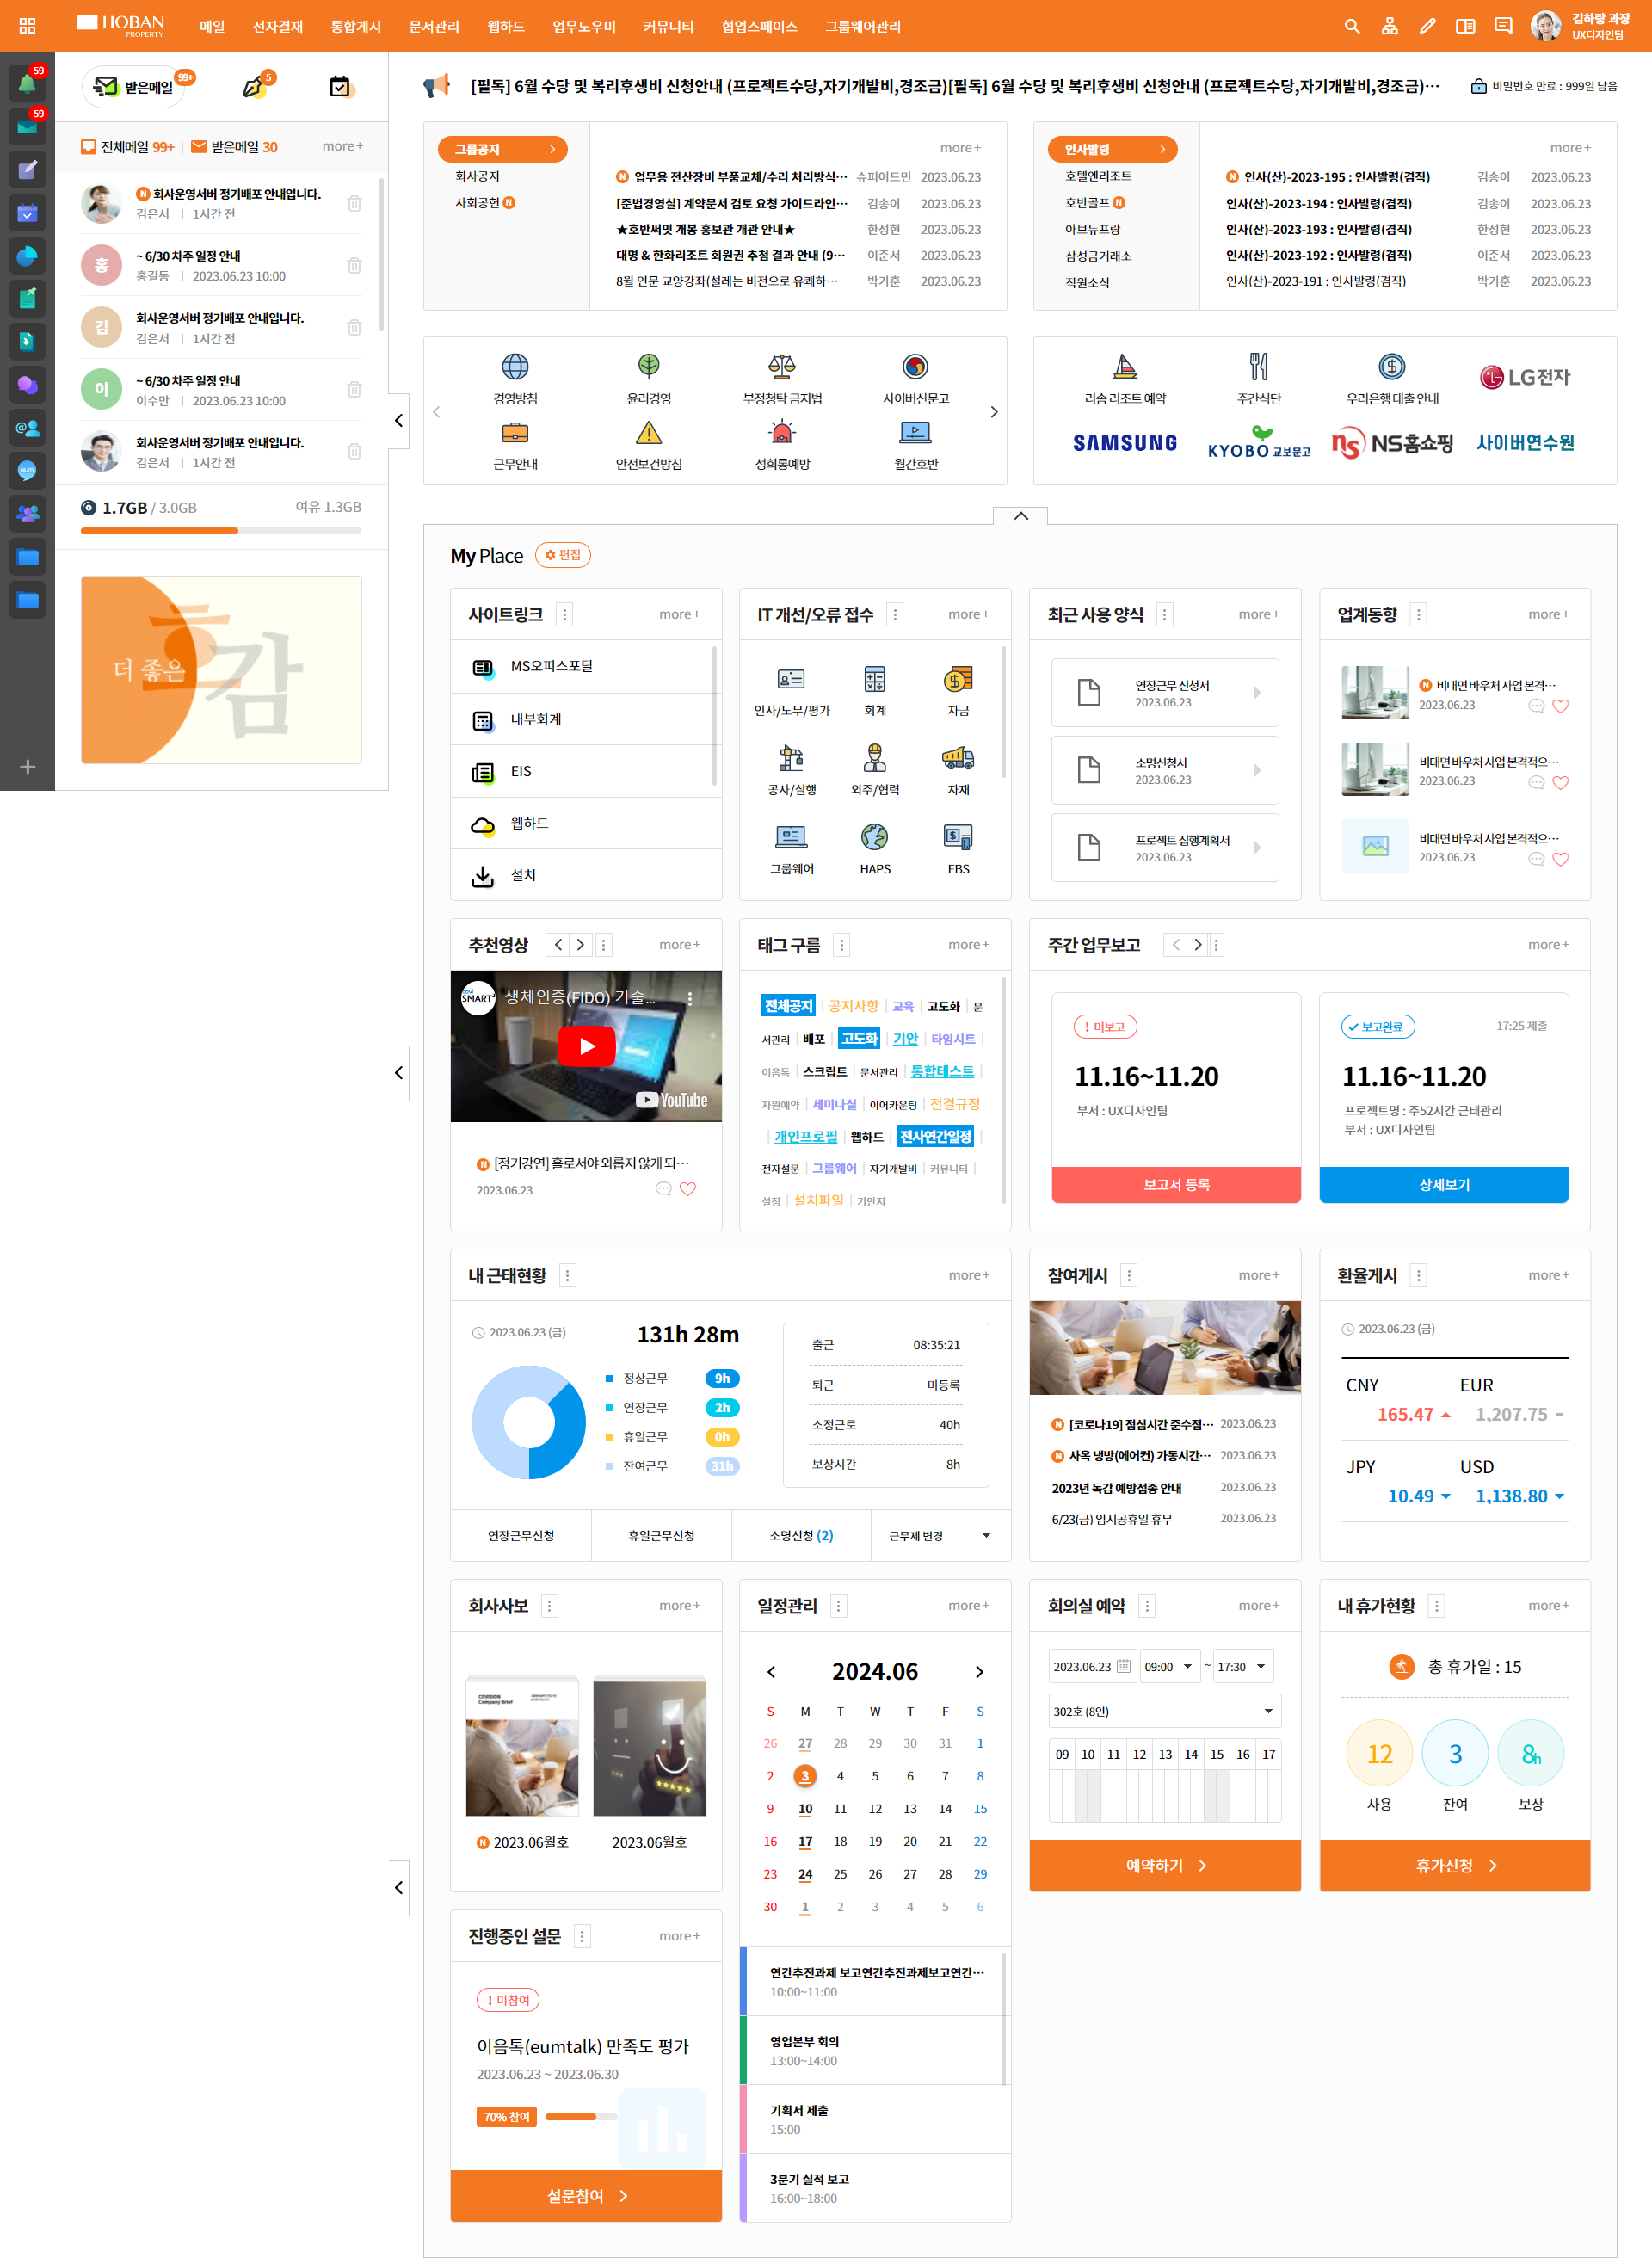 HOBAN
PROPERTY
메일 전자결재 통합게시 문서관리 웹하드 업무도우미 커뮤니티 협업스페이스 그룹웨어관리
김하랑 과장
UX디자인팀
59
59
받은메일 99+
5
전체메일 99+ 받은메일 30 more+
N 회사운영서버 정기배포 안내입니다.
김은서 | 1시간 전
홍
~ 6/30 차주 일정 안내
홍길동 | 2023.06.23 10:00
김
회사운영서버 정기배포 안내입니다.
김은서 | 1시간 전
이
~ 6/30 차주 일정 안내
이수만 | 2023.06.23 10:00
회사운영서버 정기배포 안내입니다.
김은서 | 1시간 전
1.7GB / 3.0GB 여유 1.3GB
더 좋은
감
[필독] 6월 수당 및 복리후생비 신청안내 (프로젝트수당,자기개발비,경조금)[필독] 6월 수당 및 복리후생비 신청안내 (프로젝트수당,자기개발비,경조금)···
비밀번호 만료 : 999일 남음
그룹공지
회사공지
사회공헌 N
more+
N 업무용 전산장비 부품교체/수리 처리방식··· 슈퍼어드민 2023.06.23
[준법경영실] 계약문서 검토 요청 가이드라인··· 김송이 2023.06.23
★호반써밋 개봉 홍보관 개관 안내★ 한성현 2023.06.23
대명 & 한화리조트 회원권 추첨 결과 안내 (9··· 이준서 2023.06.23
8월 인문 교양강좌(설레는 비전으로 유쾌하··· 박기훈 2023.06.23
인사발령
호텔엔리조트
호반골프 N
아브뉴프랑
삼성금거래소
직원소식
more+
N 인사(산)-2023-195 : 인사발령(겸직) 김송이 2023.06.23
인사(산)-2023-194 : 인사발령(겸직) 김송이 2023.06.23
인사(산)-2023-193 : 인사발령(겸직) 한성현 2023.06.23
인사(산)-2023-192 : 인사발령(겸직) 이준서 2023.06.23
인사(산)-2023-191 : 인사발령(겸직) 박기훈 2023.06.23
경영방침 윤리경영 부정청탁 금지법 사이버신문고
근무안내 안전보건방침 성희롱예방 월간호반
리솜 리조트 예약 주간식단 우리은행 대출 안내 LG전자
SAMSUNG KYOBO 교보문고 NS홈쇼핑 사이버연수원
My Place 편집
사이트링크 more+
MS오피스포탈
내부회계
EIS
웹하드
설치
IT 개선/오류 접수 more+
인사/노무/평가 회계 자금
공사/실행 외주/협력 자재
그룹웨어 HAPS FBS
최근 사용 양식 more+
연장근무 신청서
2023.06.23
소명신청서
2023.06.23
프로젝트 집행계획서
2023.06.23
업계동향 more+
N 비대면 바우처 사업 본격···
2023.06.23
비대면 바우처 사업 본격적으···
2023.06.23
비대면 바우처 사업 본격적으···
2023.06.23
추천영상 more+
SMART² 생체인증(FIDO) 기술...
YouTube
N [정기강연] 홀로서야 외롭지 않게 되···
2023.06.23
태그 구름 more+
전체공지 | 공지사항 | 교육 | 고도화 | 문
서관리 | 배포 | 고도화 | 기안 | 타임시트 |
이음톡 | 스크립트 | 문서관리 | 통합테스트 |
자원예약 | 세미나실 | 이어카운팅 | 전결규정
| 개인프로필 | 웹하드 | 전사연간일정 |
전자설문 | 그룹웨어 | 자기개발비 | 커뮤니티 |
설정 | 설치파일 | 기안지
주간 업무보고 more+
! 미보고
11.16~11.20
부서 : UX디자인팀
보고서 등록
보고완료 17:25 제출
11.16~11.20
프로젝트명 : 주52시간 근태관리
부서 : UX디자인팀
상세보기
내 근태현황 more+
2023.06.23 (금) 131h 28m
정상근무 9h
연장근무 2h
휴일근무 0h
잔여근무 31h
출근 08:35:21
퇴근 미등록
소정근로 40h
보상시간 8h
연장근무신청 휴일근무신청 소명신청 (2) 근무제 변경
참여게시 more+
N [코로나19] 점심시간 준수점··· 2023.06.23
N 사옥 냉방(에어컨) 가동시간··· 2023.06.23
2023년 독감 예방접종 안내 2023.06.23
6/23(금) 임시공휴일 휴무 2023.06.23
환율게시 more+
2023.06.23 (금)
CNY EUR
165.47 1,207.75 -
JPY USD
10.49 1,138.80
회사사보 more+
COVISION
Company Brief
N 2023.06월호 2023.06월호
일정관리 more+
2024.06
S M T W T F S
26 27 28 29 30 31 1
2 3 4 5 6 7 8
9 10 11 12 13 14 15
16 17 18 19 20 21 22
23 24 25 26 27 28 29
30 1 2 3 4 5 6
연간추진과제 보고연간추진과제보고연간···
10:00~11:00
영업본부 회의
13:00~14:00
기획서 제출
15:00
3분기 실적 보고
16:00~18:00
회의실 예약 more+
2023.06.23 09:00 ~ 17:30
302호 (8인)
09 10 11 12 13 14 15 16 17
예약하기
내 휴가현황 more+
총 휴가일 : 15
12 3 8h
사용 잔여 보상
휴가신청
진행중인 설문 more+
! 미참여
이음톡(eumtalk) 만족도 평가
2023.06.23 ~ 2023.06.30
70% 참여
설문참여